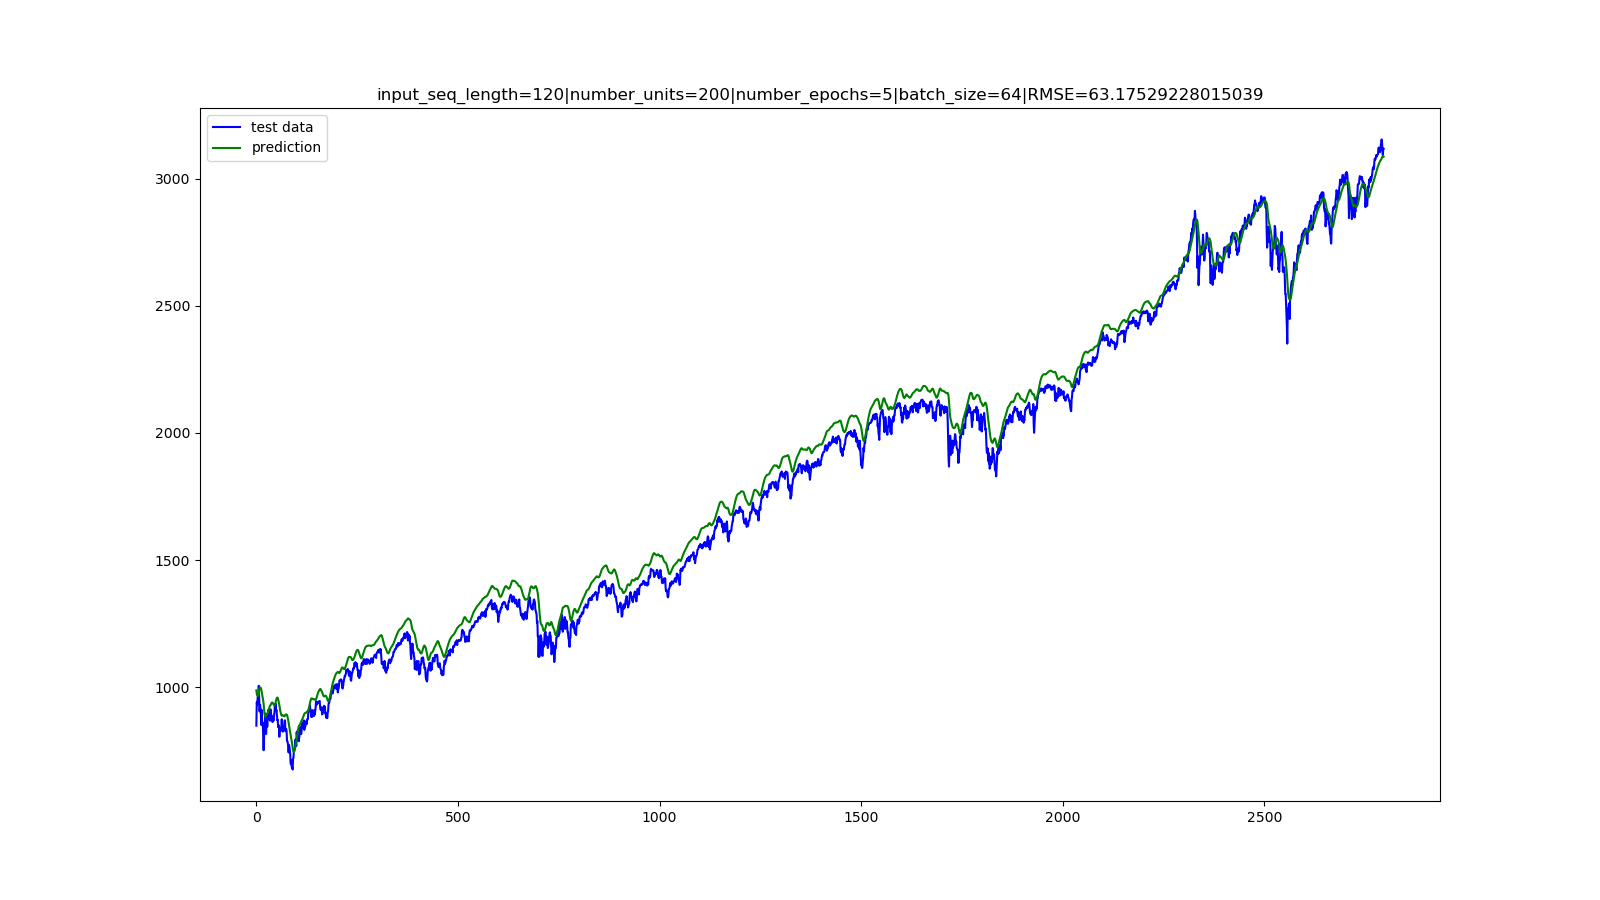 input_seq_length=120|number_units=200|number_epochs=5|batch_size=64|RMSE=63.17529228015039
test data
prediction
3000
2500
2000
1500
1000
0 500 1000 1500 2000 2500